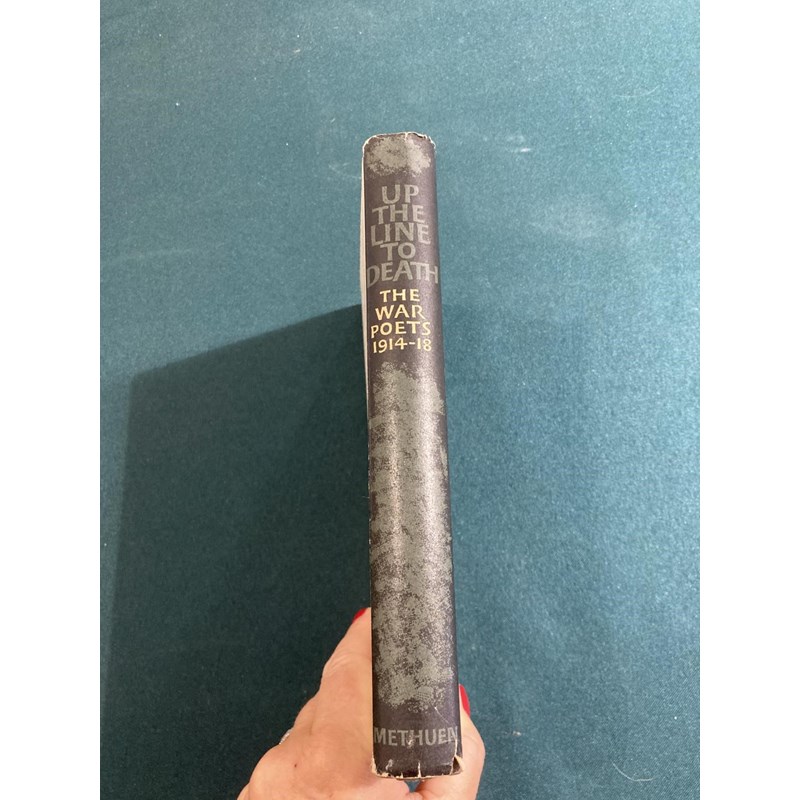 UP
THE
LINE
TO
DEATH
THE
WAR
POETS
1914-18
METHUEN